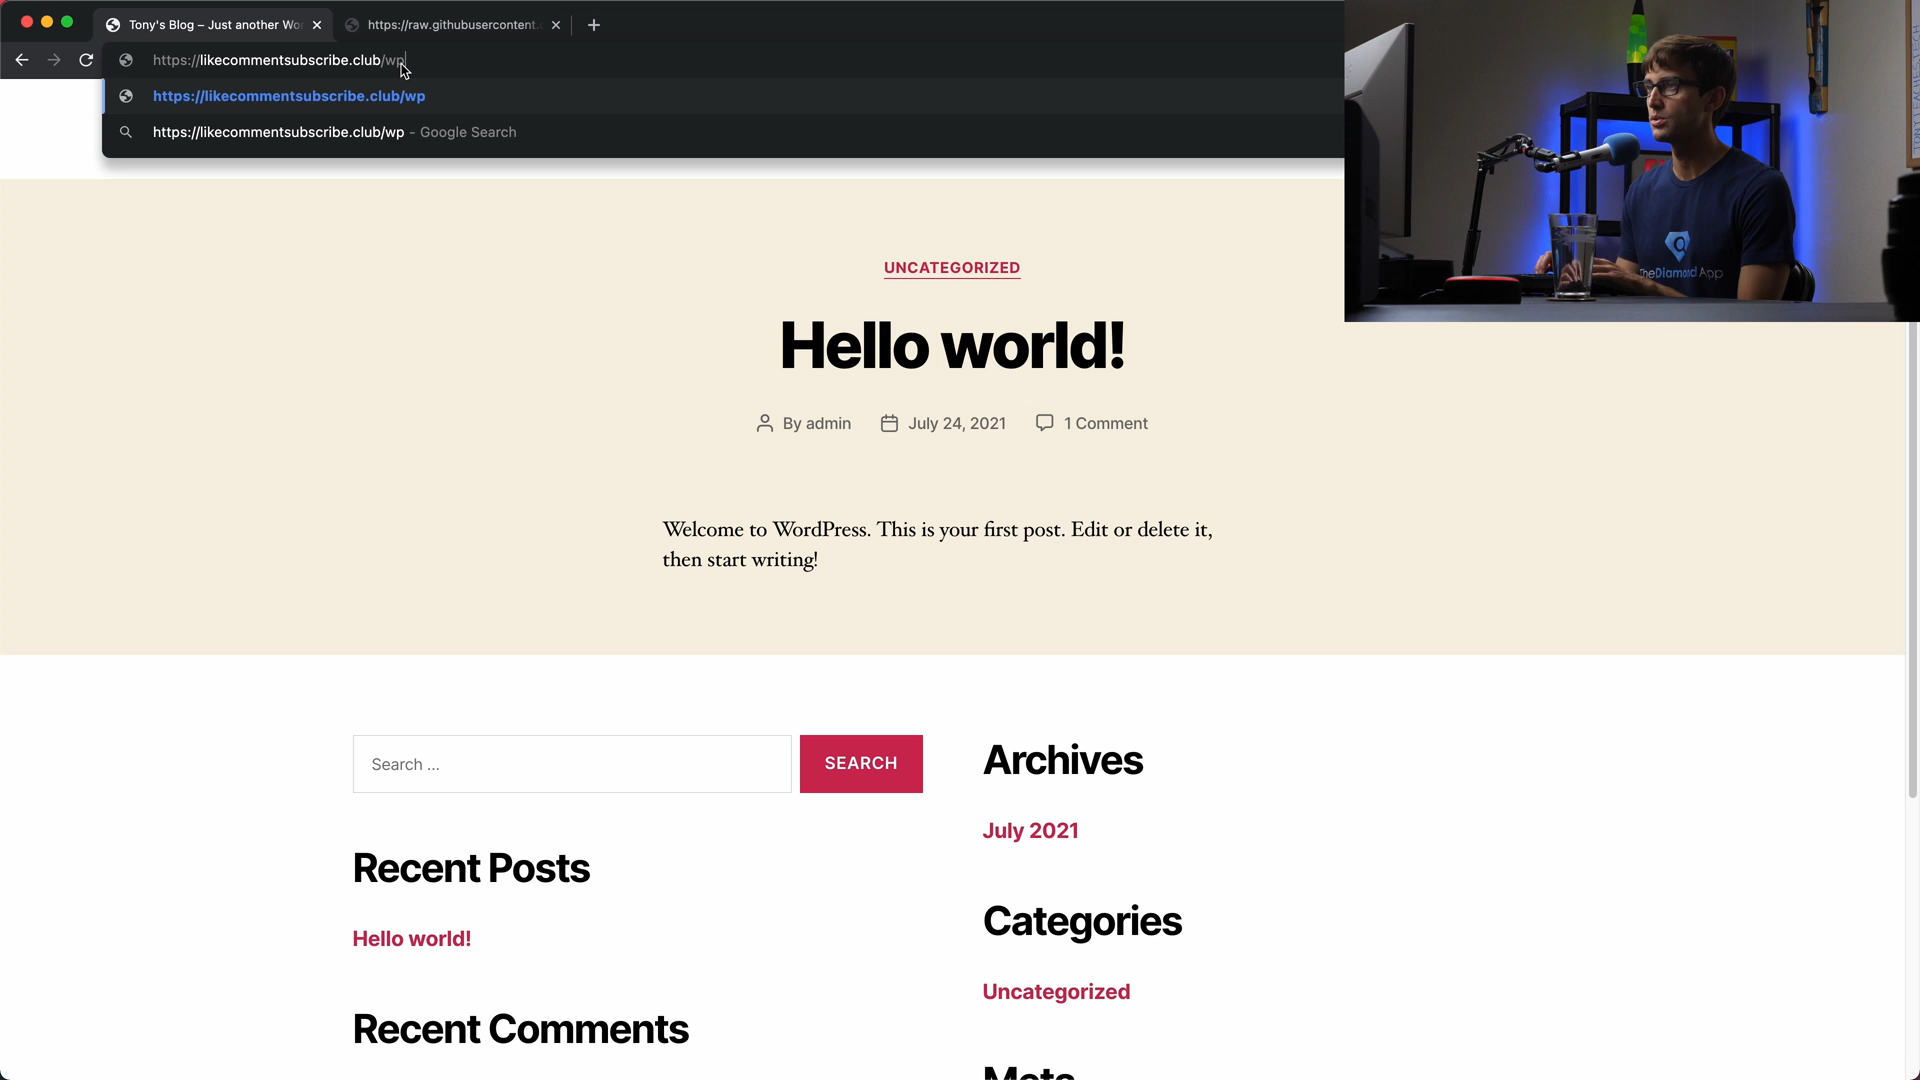 Tony's Blog – Just another Wo
https://raw.githubusercontent.
https://likecommentsubscribe.club/wp
https://likecommentsubscribe.club/wp
https://likecommentsubscribe.club/wp - Google Search
UNCATEGORIZED
Hello world!
By admin
July 24, 2021
1 Comment
Welcome to WordPress. This is your first post. Edit or delete it,
then start writing!
Search …
SEARCH
Recent Posts
Hello world!
Recent Comments
Archives
July 2021
Categories
Uncategorized
Meta
TheDiamond App